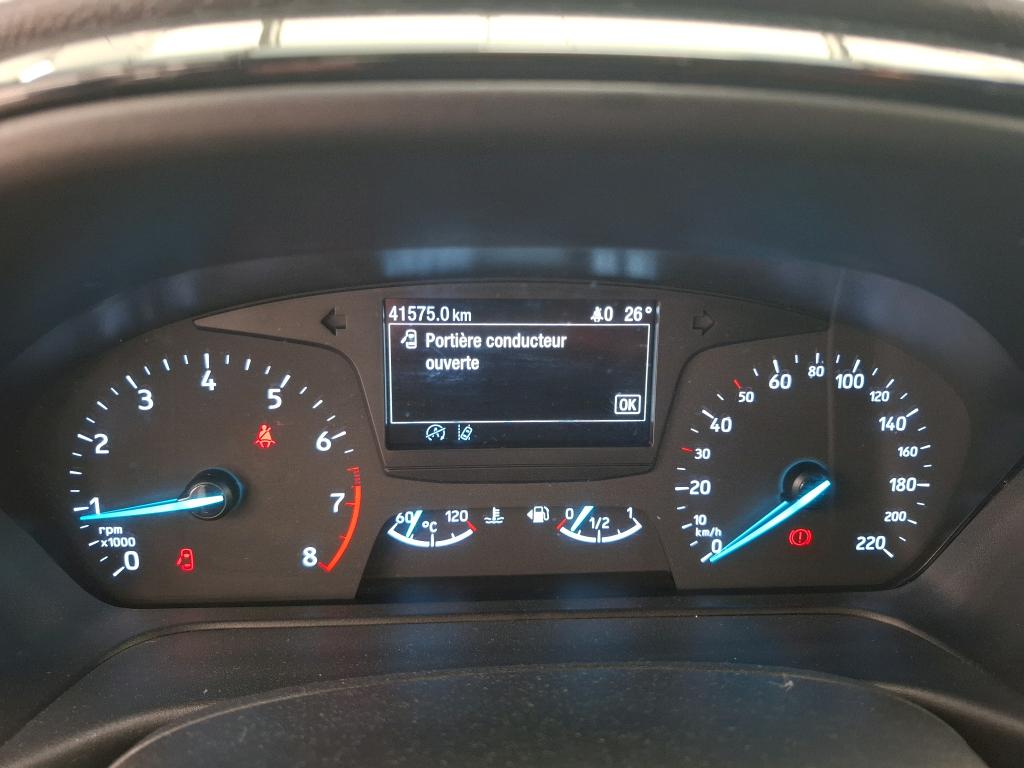 41575.0 km 0 26°
Portière conducteur
ouverte
OK
0 1 2 3 4 5 6 7 8
rpm
x1000
60 °C 120
0 1/2 1
0 10 20 30 40 50 60 80 100 120 140 160 180 200 220
km/h